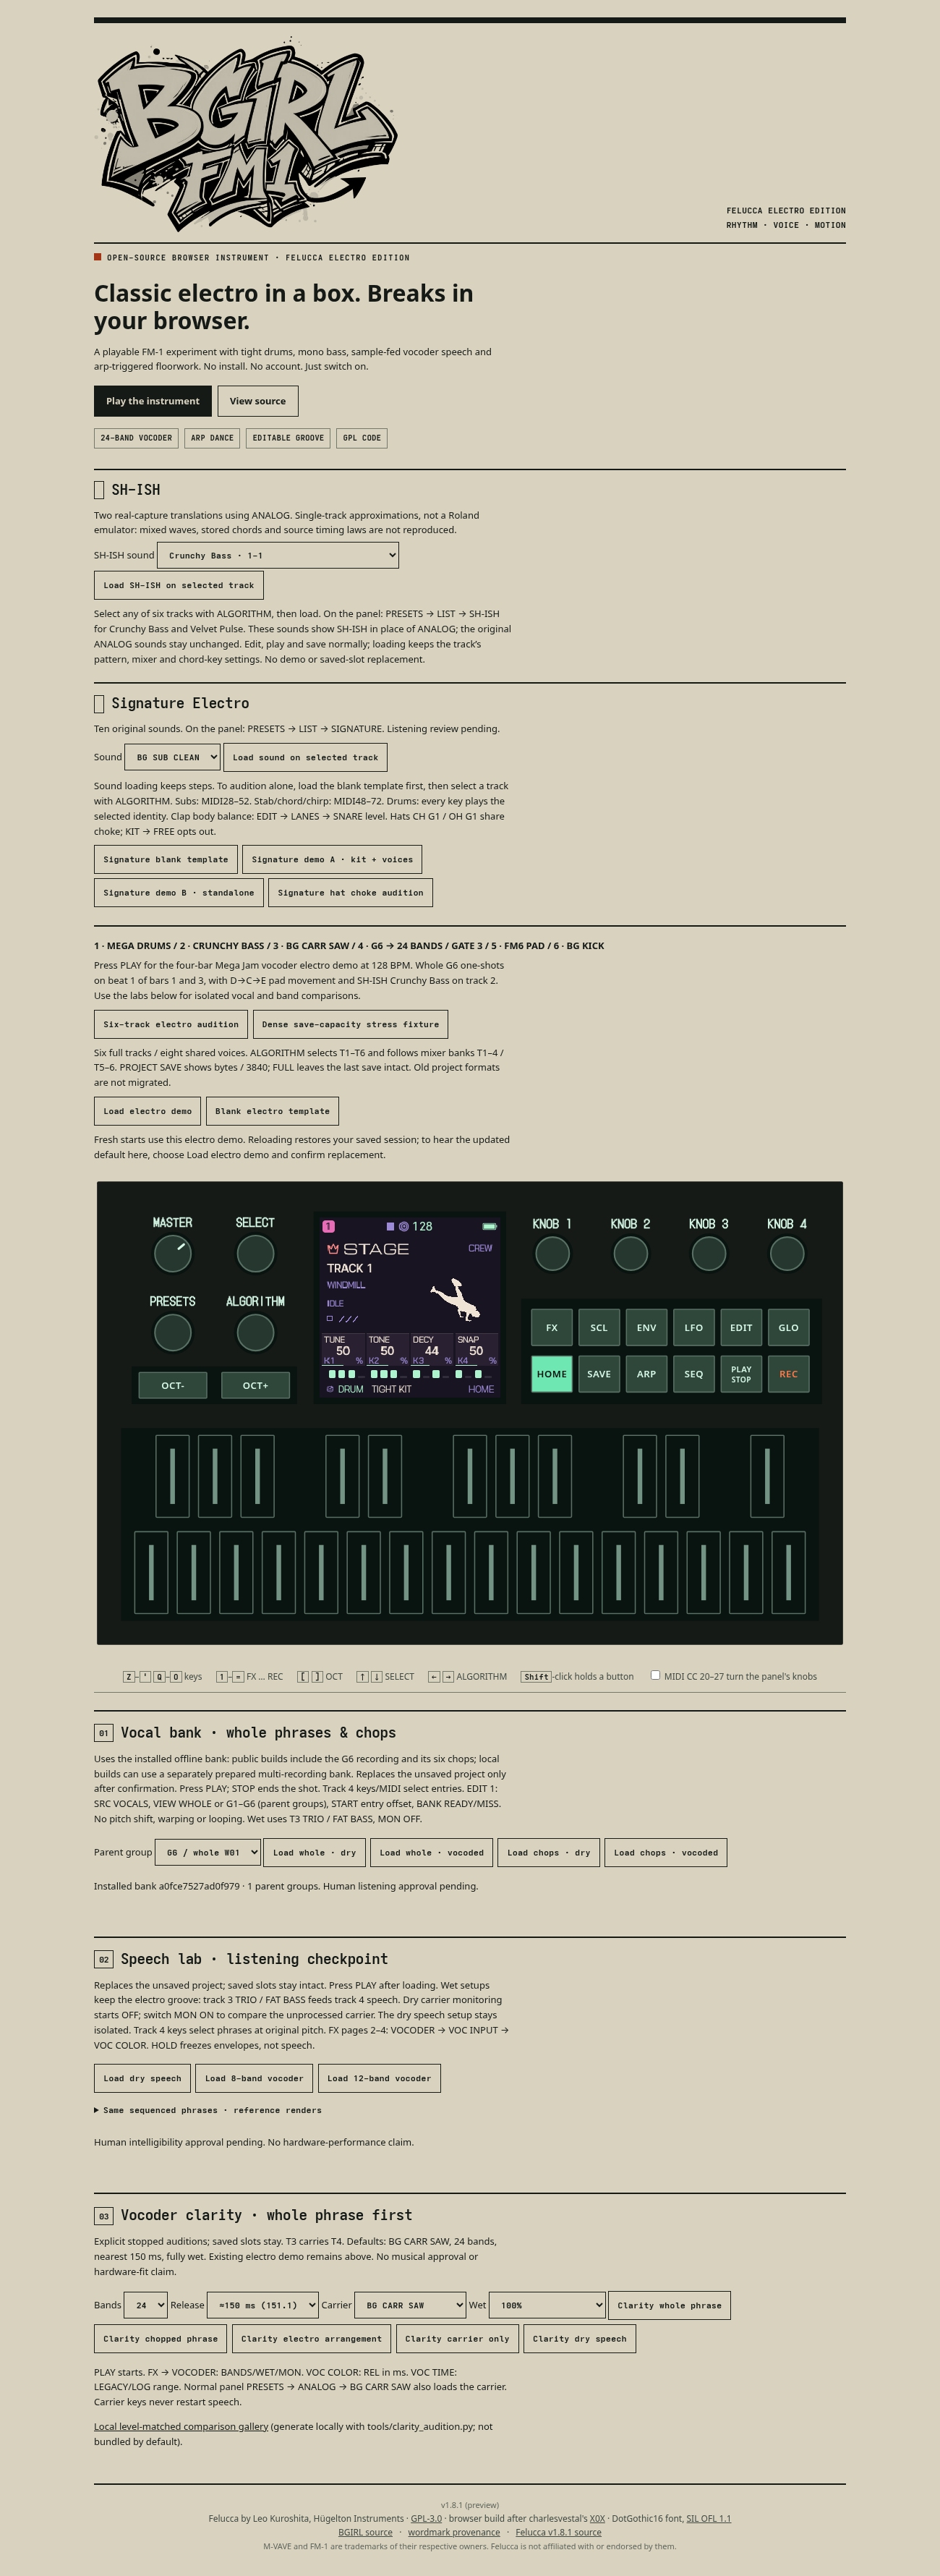 BGIRL
FM1
FELUCCA ELECTRO EDITION
RHYTHM · VOICE · MOTION
OPEN-SOURCE BROWSER INSTRUMENT · FELUCCA ELECTRO EDITION
Classic electro in a box. Breaks in
your browser.
A playable FM-1 experiment with tight drums, mono bass, sample-fed vocoder speech and
arp-triggered floorwork. No install. No account. Just switch on.
Play the instrument View source
24-BAND VOCODER ARP DANCE EDITABLE GROOVE GPL CODE
SH-ISH
Two real-capture translations using ANALOG. Single-track approximations, not a Roland
emulator: mixed waves, stored chords and source timing laws are not reproduced.
SH-ISH sound Crunchy Bass · 1-1
Load SH-ISH on selected track
Select any of six tracks with ALGORITHM, then load. On the panel: PRESETS → LIST → SH-ISH
for Crunchy Bass and Velvet Pulse. These sounds show SH-ISH in place of ANALOG; the original
ANALOG sounds stay unchanged. Edit, play and save normally; loading keeps the track's
pattern, mixer and chord-key settings. No demo or saved-slot replacement.
Signature Electro
Ten original sounds. On the panel: PRESETS → LIST → SIGNATURE. Listening review pending.
Sound BG SUB CLEAN Load sound on selected track
Sound loading keeps steps. To audition alone, load the blank template first, then select a track
with ALGORITHM. Subs: MIDI28–52. Stab/chord/chirp: MIDI48–72. Drums: every key plays the
selected identity. Clap body balance: EDIT → LANES → SNARE level. Hats CH G1 / OH G1 share
choke; KIT → FREE opts out.
Signature blank template Signature demo A · kit + voices
Signature demo B · standalone Signature hat choke audition
1 · MEGA DRUMS / 2 · CRUNCHY BASS / 3 · BG CARR SAW / 4 · G6 → 24 BANDS / GATE 3 / 5 · FM6 PAD / 6 · BG KICK
Press PLAY for the four-bar Mega Jam vocoder electro demo at 128 BPM. Whole G6 one-shots
on beat 1 of bars 1 and 3, with D→C→E pad movement and SH-ISH Crunchy Bass on track 2.
Use the labs below for isolated vocal and band comparisons.
Six-track electro audition Dense save-capacity stress fixture
Six full tracks / eight shared voices. ALGORITHM selects T1–T6 and follows mixer banks T1–4 /
T5–6. PROJECT SAVE shows bytes / 3840; FULL leaves the last save intact. Old project formats
are not migrated.
Load electro demo Blank electro template
Fresh starts use this electro demo. Reloading restores your saved session; to hear the updated
default here, choose Load electro demo and confirm replacement.
MASTER SELECT
PRESETS ALGORITHM
OCT- OCT+
1 128
STAGE CREW
TRACK 1
WINDMILL
IDLE
TUNE TONE DECY SNAP
50 50 44 50
K1 % K2 % K3 % K4 %
DRUM TIGHT KIT HOME
KNOB 1 KNOB 2 KNOB 3 KNOB 4
FX SCL ENV LFO EDIT GLO
HOME SAVE ARP SEQ PLAY STOP REC
Z–' Q–O keys 1–= FX ... REC [ ] OCT ↑ ↓ SELECT ← → ALGORITHM Shift-click holds a button MIDI CC 20–27 turn the panel's knobs
01 Vocal bank · whole phrases & chops
Uses the installed offline bank: public builds include the G6 recording and its six chops; local
builds can use a separately prepared multi-recording bank. Replaces the unsaved project only
after confirmation. Press PLAY; STOP ends the shot. Track 4 keys/MIDI select entries. EDIT 1:
SRC VOCALS, VIEW WHOLE or G1–G6 (parent groups), START entry offset, BANK READY/MISS.
No pitch shift, warping or looping. Wet uses T3 TRIO / FAT BASS, MON OFF.
Parent group G6 / whole W01 Load whole · dry Load whole · vocoded Load chops · dry Load chops · vocoded
Installed bank a0fce7527ad0f979 · 1 parent groups. Human listening approval pending.
02 Speech lab · listening checkpoint
Replaces the unsaved project; saved slots stay intact. Press PLAY after loading. Wet setups
keep the electro groove: track 3 TRIO / FAT BASS feeds track 4 speech. Dry carrier monitoring
starts OFF; switch MON ON to compare the unprocessed carrier. The dry speech setup stays
isolated. Track 4 keys select phrases at original pitch. FX pages 2–4: VOCODER → VOC INPUT →
VOC COLOR. HOLD freezes envelopes, not speech.
Load dry speech Load 8-band vocoder Load 12-band vocoder
Same sequenced phrases · reference renders
Human intelligibility approval pending. No hardware-performance claim.
03 Vocoder clarity · whole phrase first
Explicit stopped auditions; saved slots stay. T3 carries T4. Defaults: BG CARR SAW, 24 bands,
nearest 150 ms, fully wet. Existing electro demo remains above. No musical approval or
hardware-fit claim.
Bands 24 Release ≈150 ms (151.1) Carrier BG CARR SAW Wet 100% Clarity whole phrase
Clarity chopped phrase Clarity electro arrangement Clarity carrier only Clarity dry speech
PLAY starts. FX → VOCODER: BANDS/WET/MON. VOC COLOR: REL in ms. VOC TIME:
LEGACY/LOG range. Normal panel PRESETS → ANALOG → BG CARR SAW also loads the carrier.
Carrier keys never restart speech.
Local level-matched comparison gallery (generate locally with tools/clarity_audition.py; not
bundled by default).
v1.8.1 (preview)
Felucca by Leo Kuroshita, Hügelton Instruments · GPL-3.0 · browser build after charlesvestal's X0X · DotGothic16 font, SIL OFL 1.1
BGIRL source · wordmark provenance · Felucca v1.8.1 source
M-VAVE and FM-1 are trademarks of their respective owners. Felucca is not affiliated with or endorsed by them.